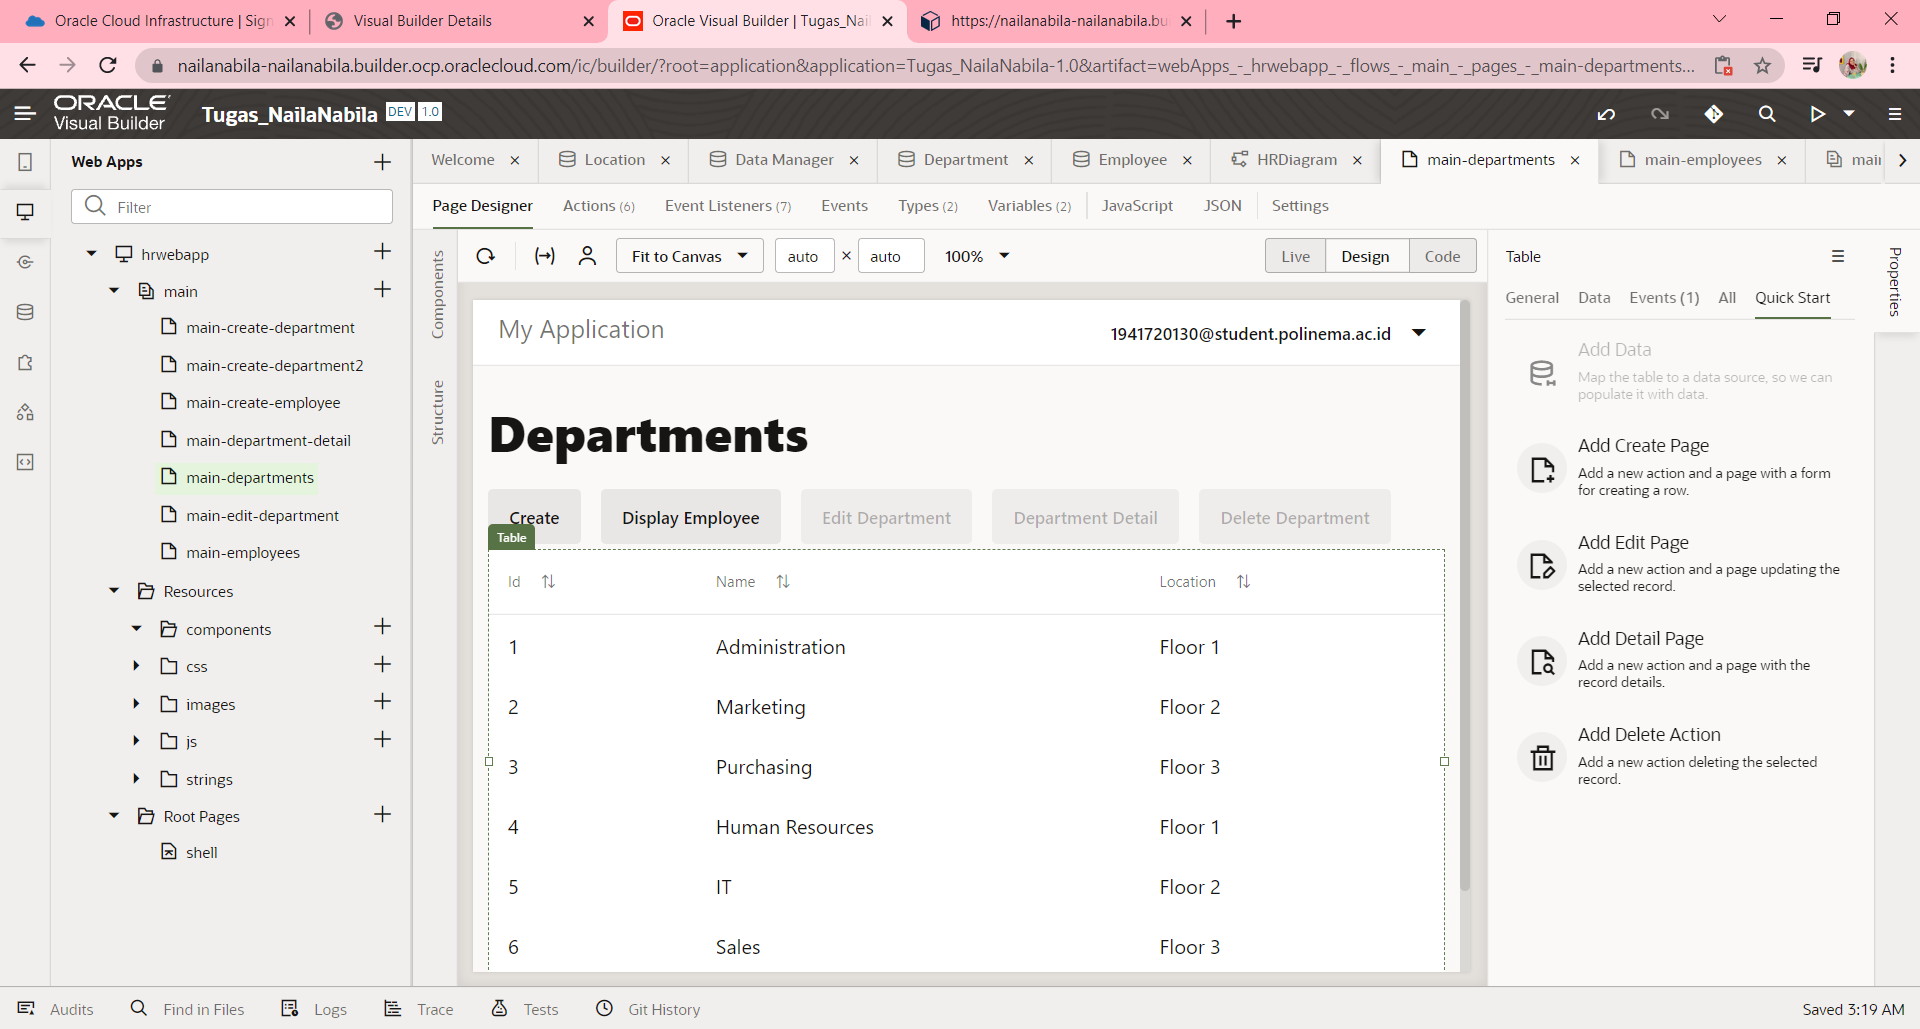 Oracle Cloud Infrastructure | Sign
Visual Builder Details
Oracle Visual Builder | Tugas_Nail
https://nailanabila-nailanabila.bu
nailanabila-nailanabila.builder.ocp.oraclecloud.com/ic/builder/?root=application&application=Tugas_NailaNabila-1.0&artifact=webApps_-_hrwebapp_-_flows_-_main_-_pages_-_main-departments...
ORACLE
Visual Builder
Tugas_NailaNabila DEV 1.0
Web Apps
Filter
hrwebapp
main
main-create-department
main-create-department2
main-create-employee
main-department-detail
main-departments
main-edit-department
main-employees
Resources
components
css
images
js
strings
Root Pages
shell
Welcome Location Data Manager Department Employee HRDiagram main-departments main-employees mai
Page Designer Actions (6) Event Listeners (7) Events Types (2) Variables (2) JavaScript JSON Settings
Components
Structure
Fit to Canvas auto × auto 100% Live Design Code
My Application
1941720130@student.polinema.ac.id
Departments
Create Display Employee Edit Department Department Detail Delete Department
Table
Id Name Location
1 Administration Floor 1
2 Marketing Floor 2
3 Purchasing Floor 3
4 Human Resources Floor 1
5 IT Floor 2
6 Sales Floor 3
Table
Properties
General Data Events (1) All Quick Start
Add Data
Map the table to a data source, so we can
populate it with data.
Add Create Page
Add a new action and a page with a form
for creating a row.
Add Edit Page
Add a new action and a page updating the
selected record.
Add Detail Page
Add a new action and a page with the
record details.
Add Delete Action
Add a new action deleting the selected
record.
Audits Find in Files Logs Trace Tests Git History Saved 3:19 AM